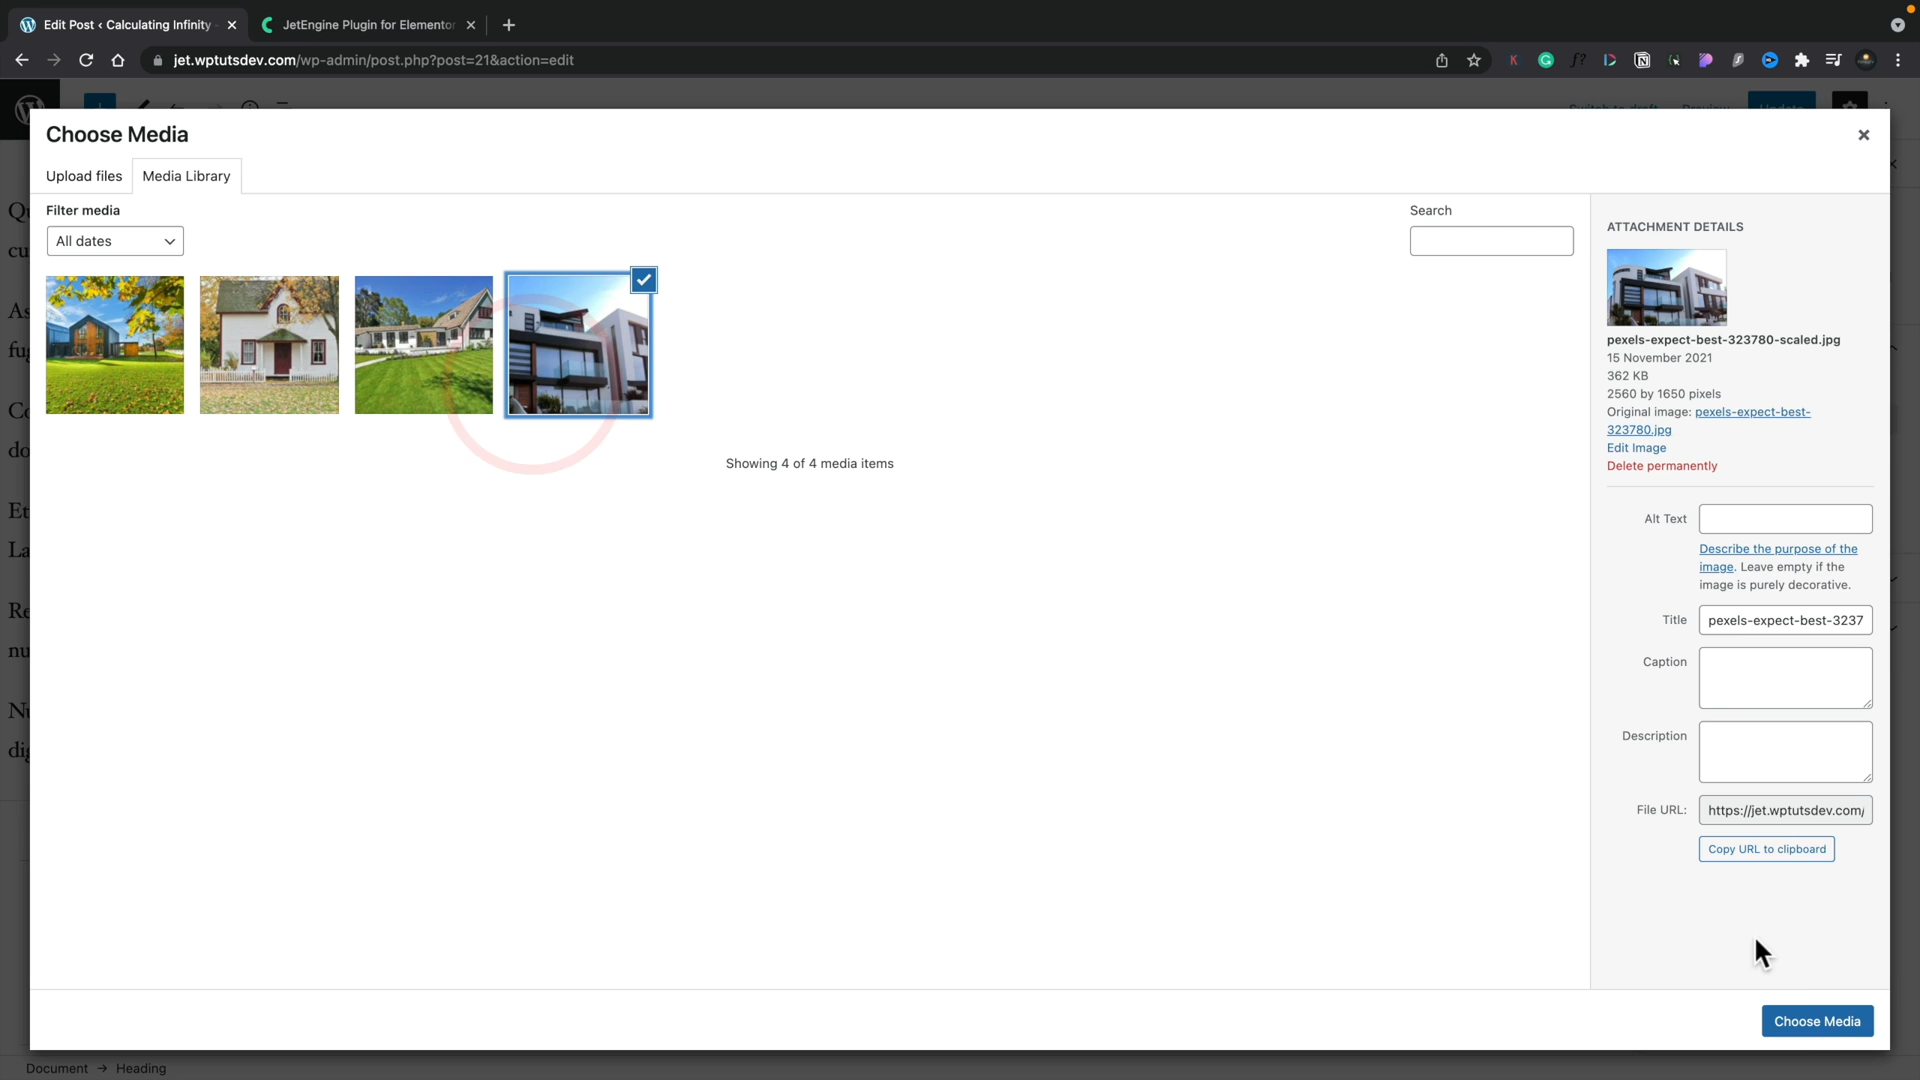 Edit Post ‹ Calculating Infinity -
JetEngine Plugin for Elementor
jet.wptutsdev.com/wp-admin/post.php?post=21&action=edit
Choose Media
Upload files
Media Library
Filter media
All dates
Search
Showing 4 of 4 media items
ATTACHMENT DETAILS
pexels-expect-best-323780-scaled.jpg
15 November 2021
362 KB
2560 by 1650 pixels
Original image: pexels-expect-best-
323780.jpg
Edit Image
Delete permanently
Alt Text
Describe the purpose of the
image. Leave empty if the
image is purely decorative.
Title
pexels-expect-best-3237
Caption
Description
File URL:
https://jet.wptutsdev.com/
Copy URL to clipboard
Choose Media
Document → Heading